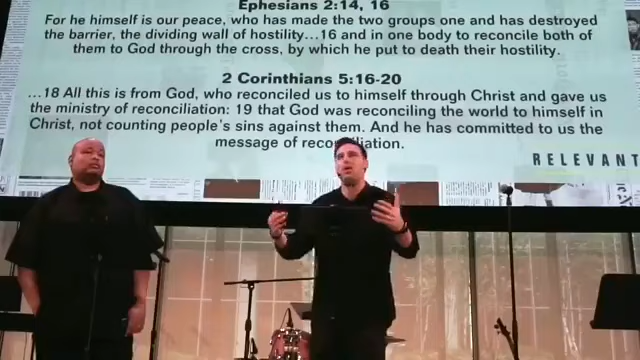 Ephesians 2:14, 16
For he himself is our peace, who has made the two groups one and has destroyed
the barrier, the dividing wall of hostility...16 and in one body to reconcile both of
them to God through the cross, by which he put to death their hostility.
2 Corinthians 5:16-20
...18 All this is from God, who reconciled us to himself through Christ and gave us
the ministry of reconciliation: 19 that God was reconciling the world to himself in
Christ, not counting people's sins against them. And he has committed to us the
message of
RELEVANT